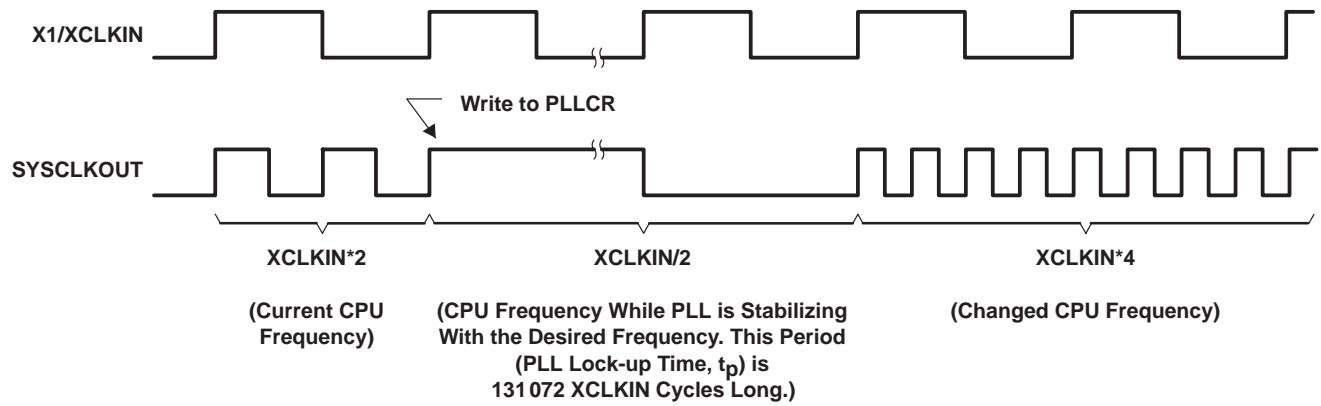 X1/XCLKIN
Write to PLLCR
SYSCLKOUT
XCLKIN*2
(Current CPU
Frequency)
XCLKIN/2
(CPU Frequency While PLL is Stabilizing
With the Desired Frequency. This Period
(PLL Lock-up Time, tp) is
131072 XCLKIN Cycles Long.)
XCLKIN*4
(Changed CPU Frequency)